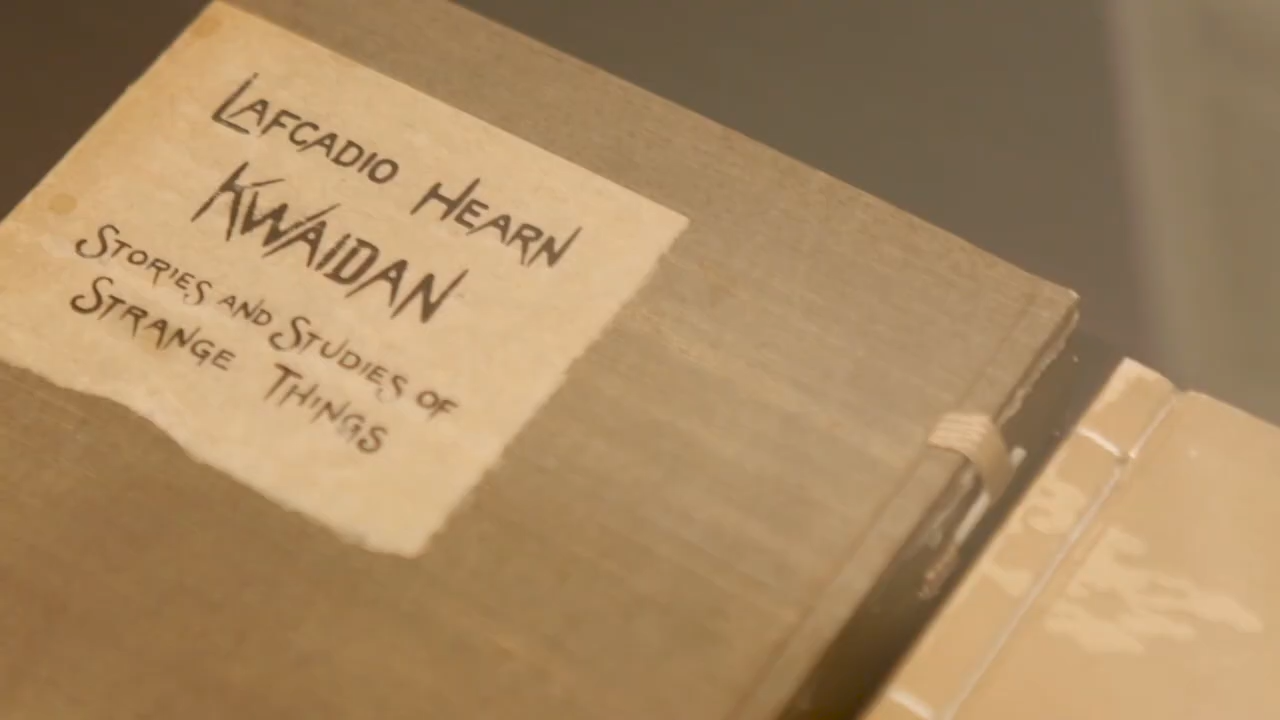 LAFCADIO HEARN
KWAIDAN
STORIES AND STUDIES OF
STRANGE THINGS